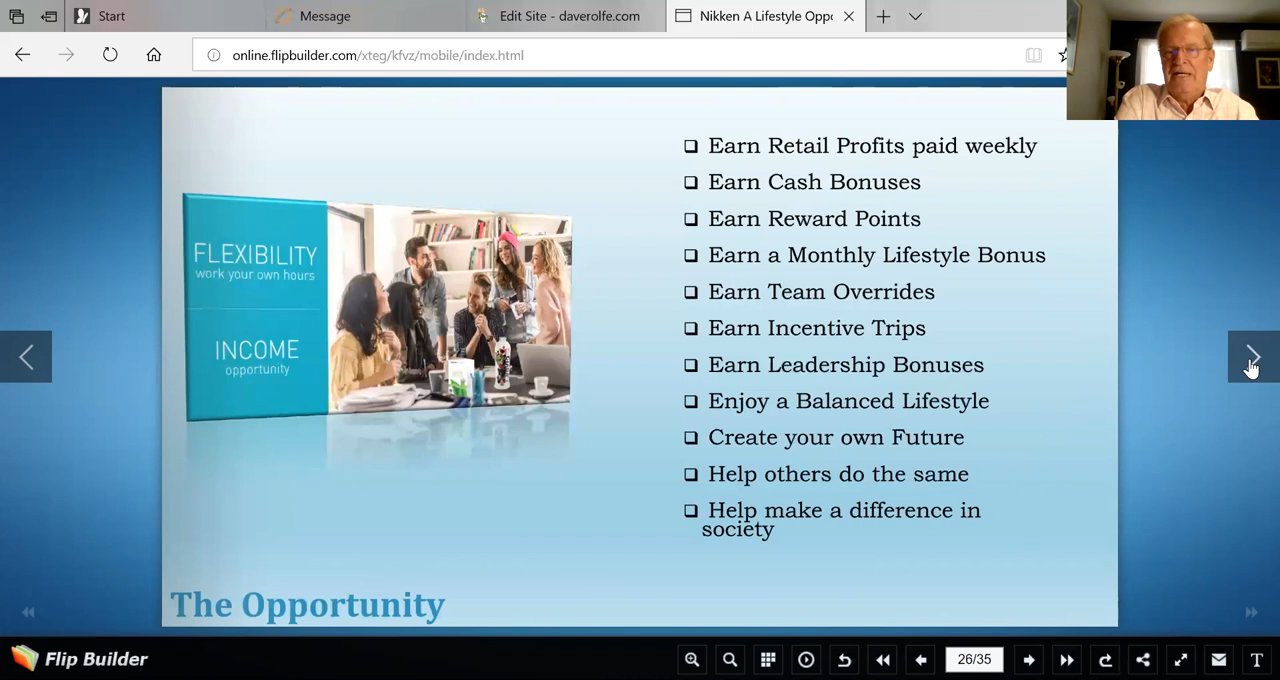 Start
Message
Edit Site - daverolfe.com
Nikken A Lifestyle Oppo
online.flipbuilder.com/xteg/kfvz/mobile/index.html
FLEXIBILITY
work your own hours
INCOME
opportunity
Earn Retail Profits paid weekly
Earn Cash Bonuses
Earn Reward Points
Earn a Monthly Lifestyle Bonus
Earn Team Overrides
Earn Incentive Trips
Earn Leadership Bonuses
Enjoy a Balanced Lifestyle
Create your own Future
Help others do the same
Help make a difference in
society
The Opportunity
Flip Builder
26/35
T